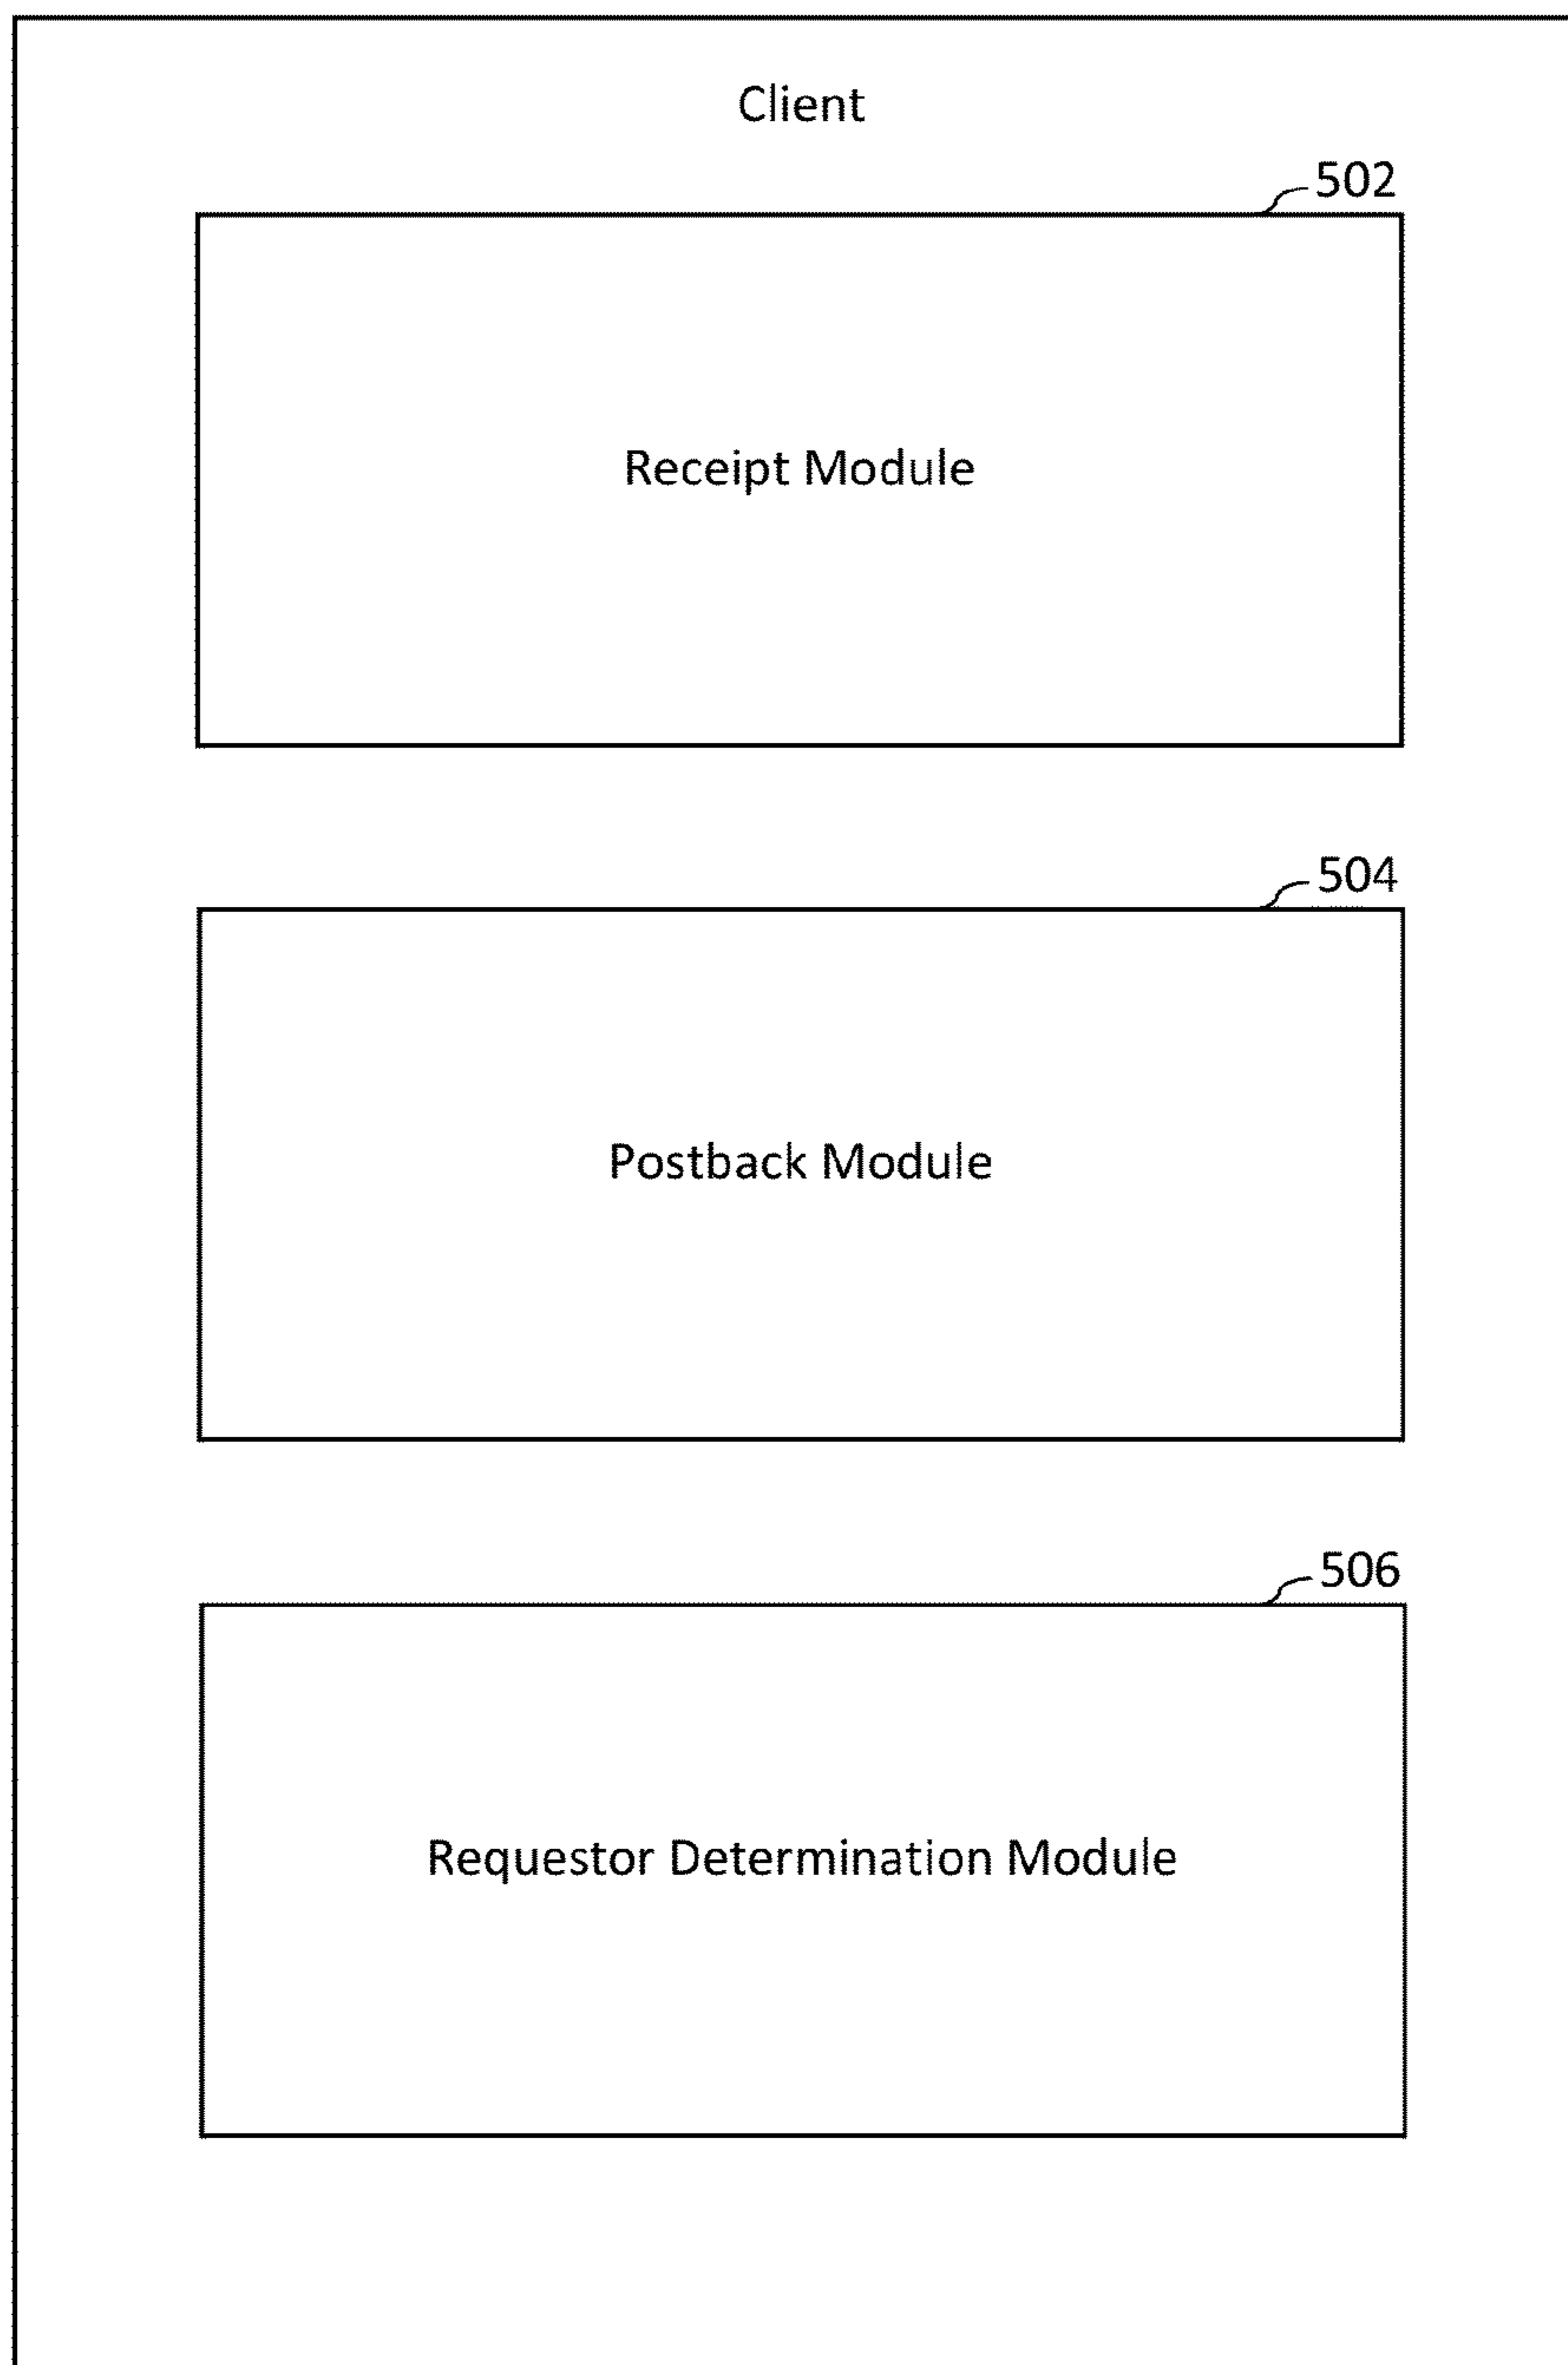 Client
502
Receipt Module
504
Postback Module
506
Requestor Determination Module